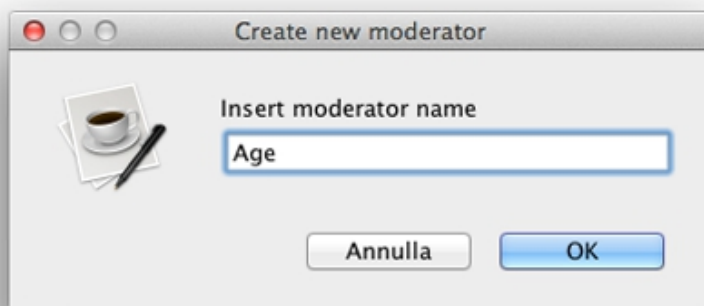 Create new moderator
Insert moderator name
Age
Annulla OK